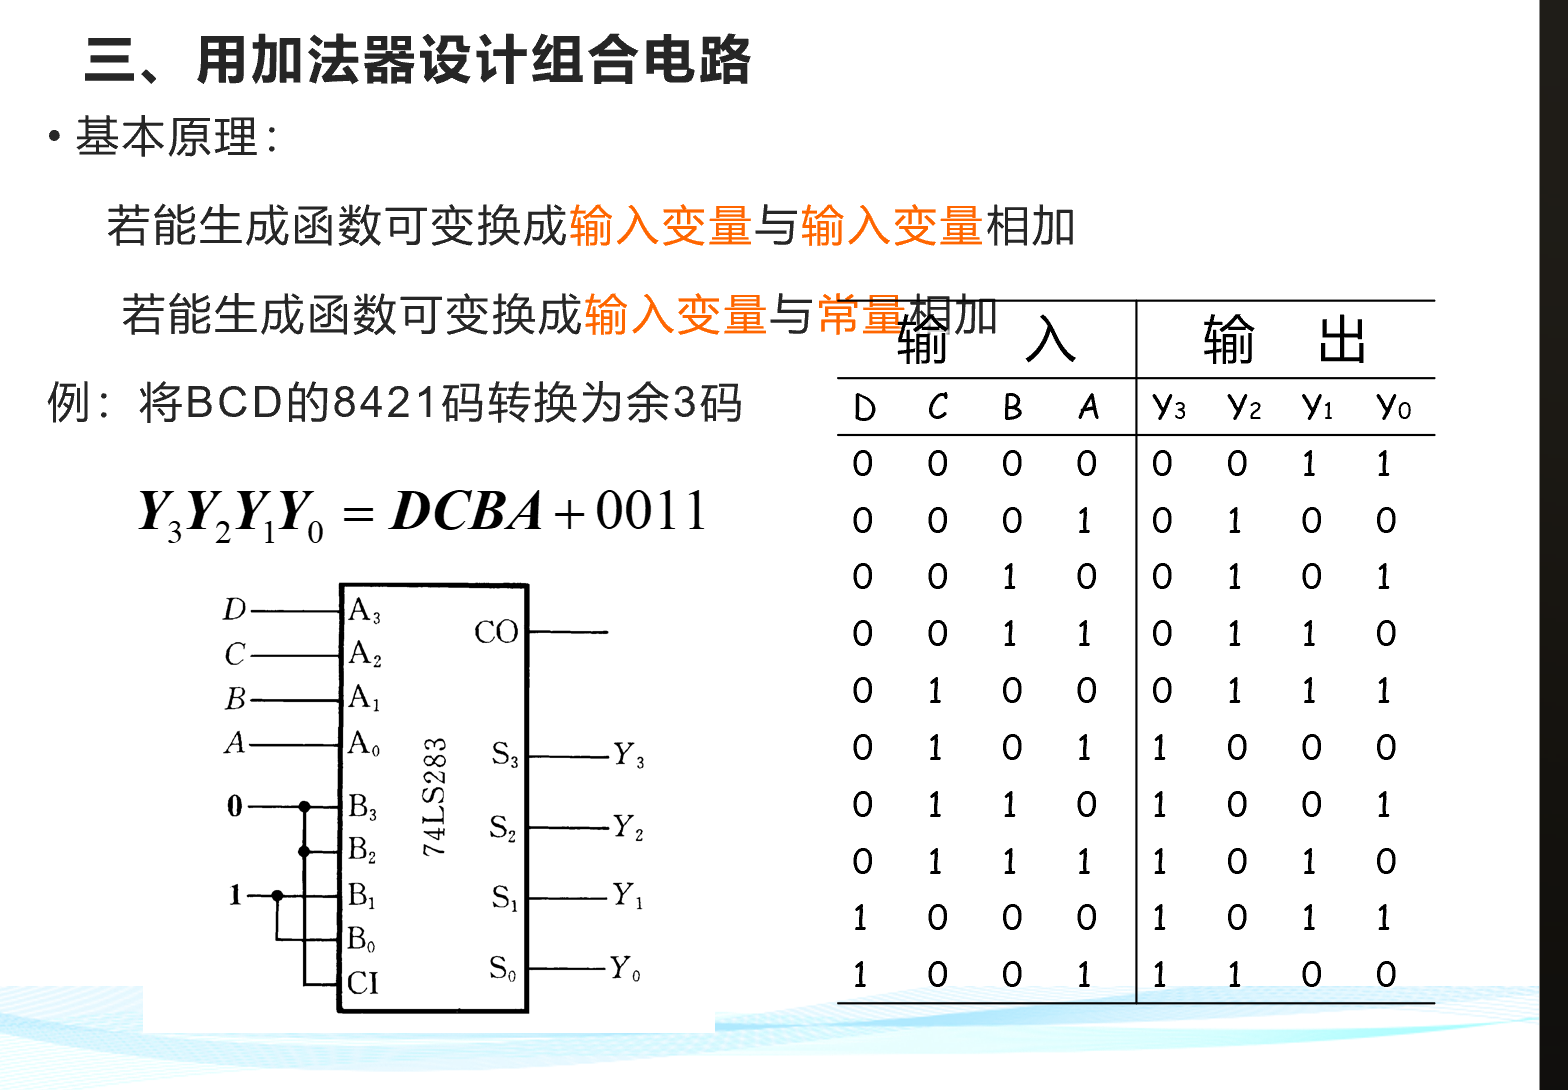 三、用加法器设计组合电路
• 基本原理：
若能生成函数可变换成输入变量与输入变量相加
若能生成函数可变换成输入变量与常量相加
例：将BCD的8421码转换为余3码
Y₃Y₂Y₁Y₀ = DCBA + 0011
D A₃
C A₂
B A₁
A A₀
0 B₃
B₂
1 B₁
B₀
CI
74LS283
CO
S₃ Y₃
S₂ Y₂
S₁ Y₁
S₀ Y₀
输 入 输 出
D C B A Y₃ Y₂ Y₁ Y₀
0 0 0 0 0 0 1 1
0 0 0 1 0 1 0 0
0 0 1 0 0 1 0 1
0 0 1 1 0 1 1 0
0 1 0 0 0 1 1 1
0 1 0 1 1 0 0 0
0 1 1 0 1 0 0 1
0 1 1 1 1 0 1 0
1 0 0 0 1 0 1 1
1 0 0 1 1 1 0 0